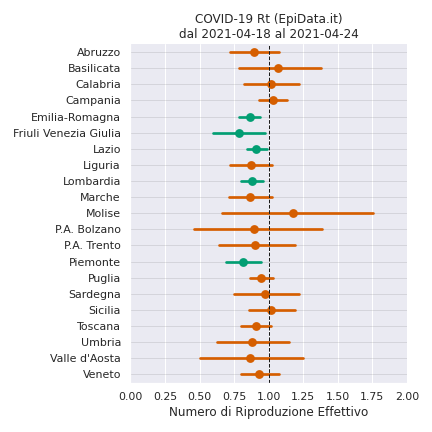 COVID-19 Rt (EpiData.it)
dal 2021-04-18 al 2021-04-24
Abruzzo
Basilicata
Calabria
Campania
Emilia-Romagna
Friuli Venezia Giulia
Lazio
Liguria
Lombardia
Marche
Molise
P.A. Bolzano
P.A. Trento
Piemonte
Puglia
Sardegna
Sicilia
Toscana
Umbria
Valle d'Aosta
Veneto
0.00 0.25 0.50 0.75 1.00 1.25 1.50 1.75 2.00
Numero di Riproduzione Effettivo